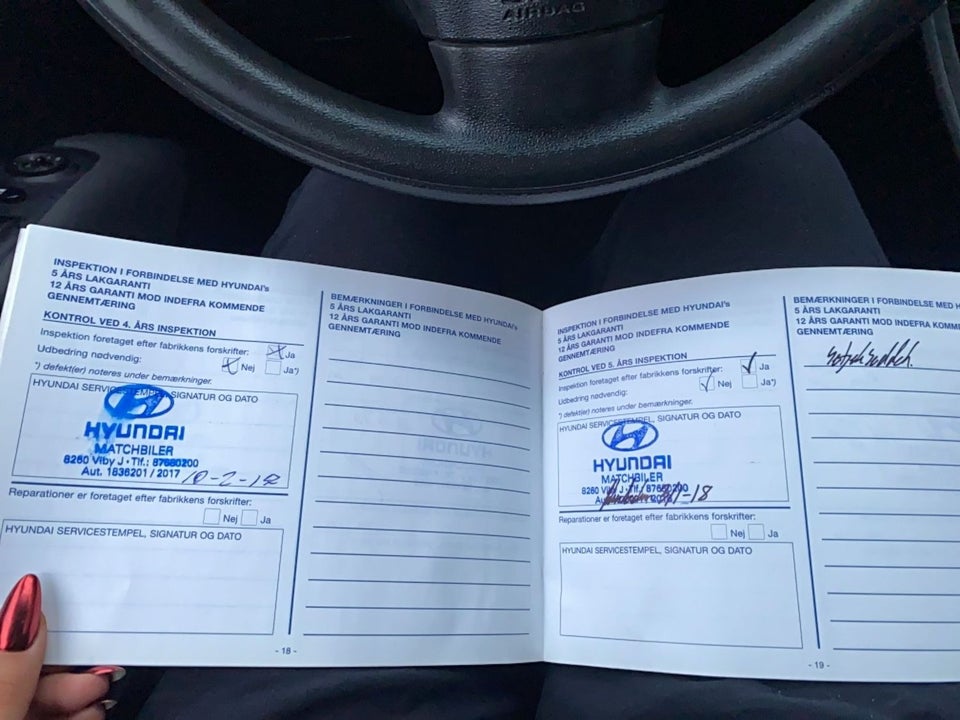 AIRBAG
INSPEKTION I FORBINDELSE MED HYUNDAI's
5 ÅRS LAKGARANTI
12 ÅRS GARANTI MOD INDEFRA KOMMENDE
GENNEMTÆRING
KONTROL VED 4. ÅRS INSPEKTION
Inspektion foretaget efter fabrikkens forskrifter: Ja
Udbedring nødvendig: Nej Ja*)
*) defekt(er) noteres under bemærkninger.
HYUNDAI SERVICESTEMPEL, SIGNATUR OG DATO
HYUNDAI
MATCHBILER
8260 Viby J • Tlf.: 87680200
Aut. 1836201 / 2017
Reparationer er foretaget efter fabrikkens forskrifter:
Nej Ja
HYUNDAI SERVICESTEMPEL, SIGNATUR OG DATO
- 18 -
BEMÆRKNINGER I FORBINDELSE MED HYUNDAI's
5 ÅRS LAKGARANTI
12 ÅRS GARANTI MOD INDEFRA KOMMENDE
GENNEMTÆRING
INSPEKTION I FORBINDELSE MED HYUNDAI's
5 ÅRS LAKGARANTI
12 ÅRS GARANTI MOD INDEFRA KOMMENDE
GENNEMTÆRING
KONTROL VED 5. ÅRS INSPEKTION
Inspektion foretaget efter fabrikkens forskrifter: Ja
Udbedring nødvendig: Nej Ja*)
*) defekt(er) noteres under bemærkninger.
HYUNDAI SERVICESTEMPEL, SIGNATUR OG DATO
HYUNDAI
MATCHBILER
8260 Viby J • Tlf.:
Reparationer er foretaget efter fabrikkens forskrifter:
Nej Ja
HYUNDAI SERVICESTEMPEL, SIGNATUR OG DATO
- 19 -
BEMÆRKNINGER I FORBINDELSE MED H
5 ÅRS LAKGARANTI
12 ÅRS GARANTI MOD INDEFRA KOMME
GENNEMTÆRING